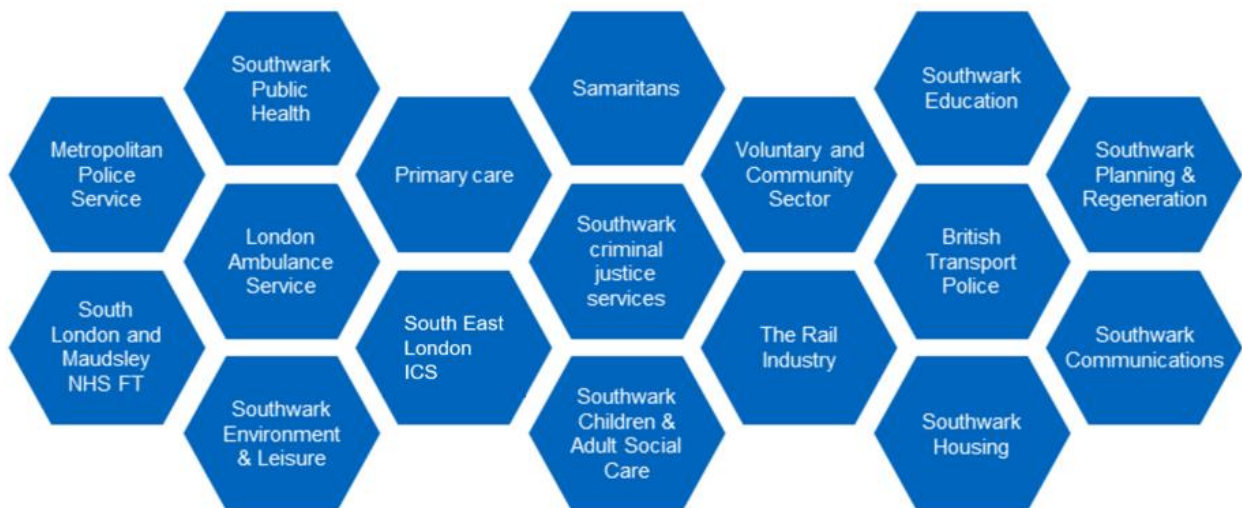 Southwark
Public
Health
Samaritans
Southwark
Education
Metropolitan
Police
Service
Primary care
Voluntary and
Community
Sector
Southwark
Planning &
Regeneration
London
Ambulance
Service
Southwark
criminal
justice
services
British
Transport
Police
South
London and
Maudsley
NHS FT
South East
London
ICS
The Rail
Industry
Southwark
Communications
Southwark
Environment
& Leisure
Southwark
Children &
Adult Social
Care
Southwark
Housing